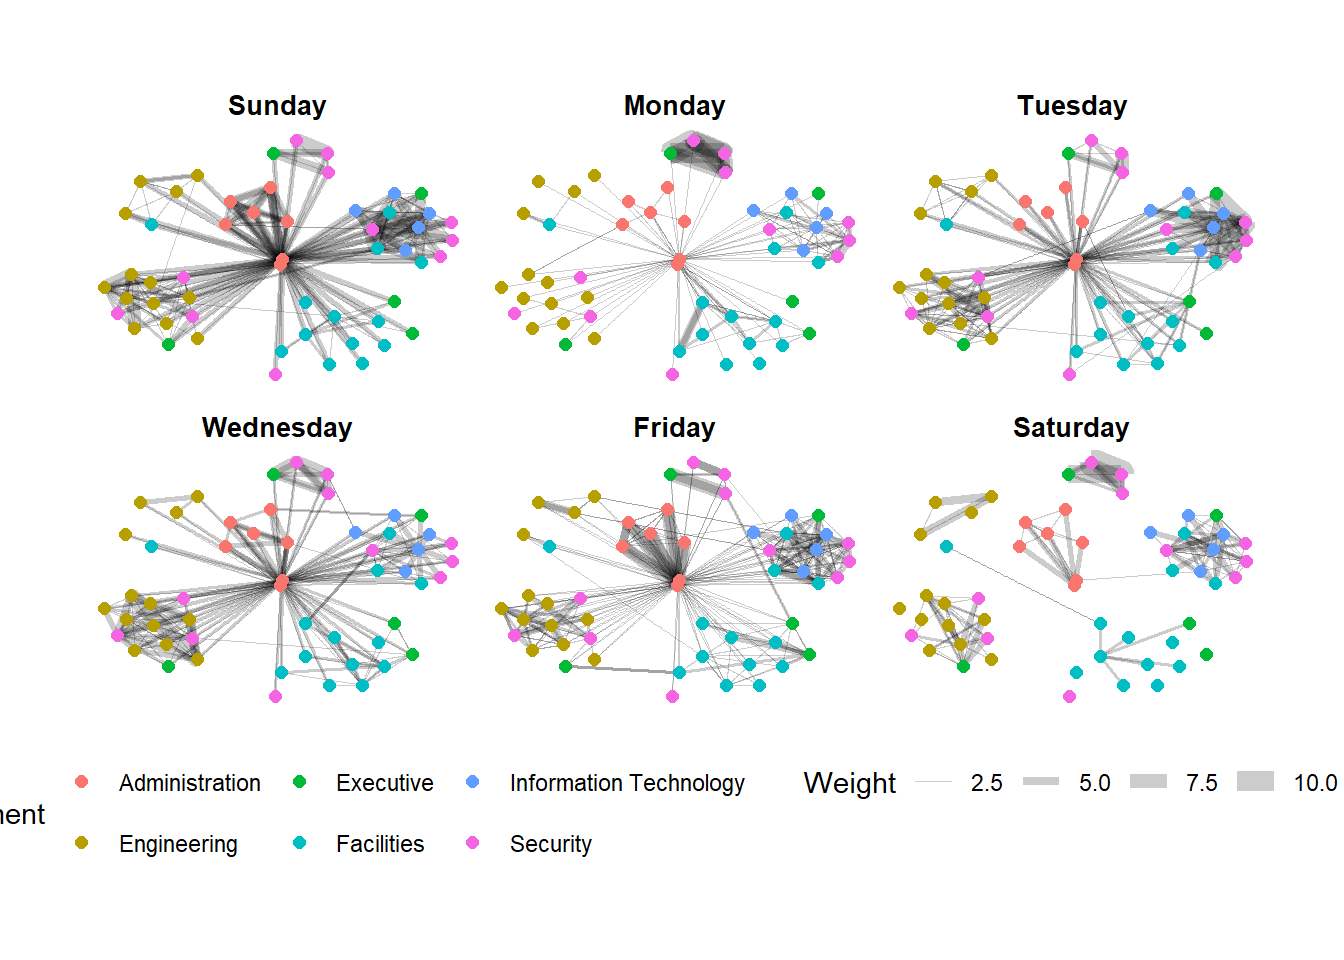 Sunday Monday Tuesday
Wednesday Friday Saturday
Administration Executive Information Technology Weight 2.5 5.0 7.5 10.0
Engineering Facilities Security